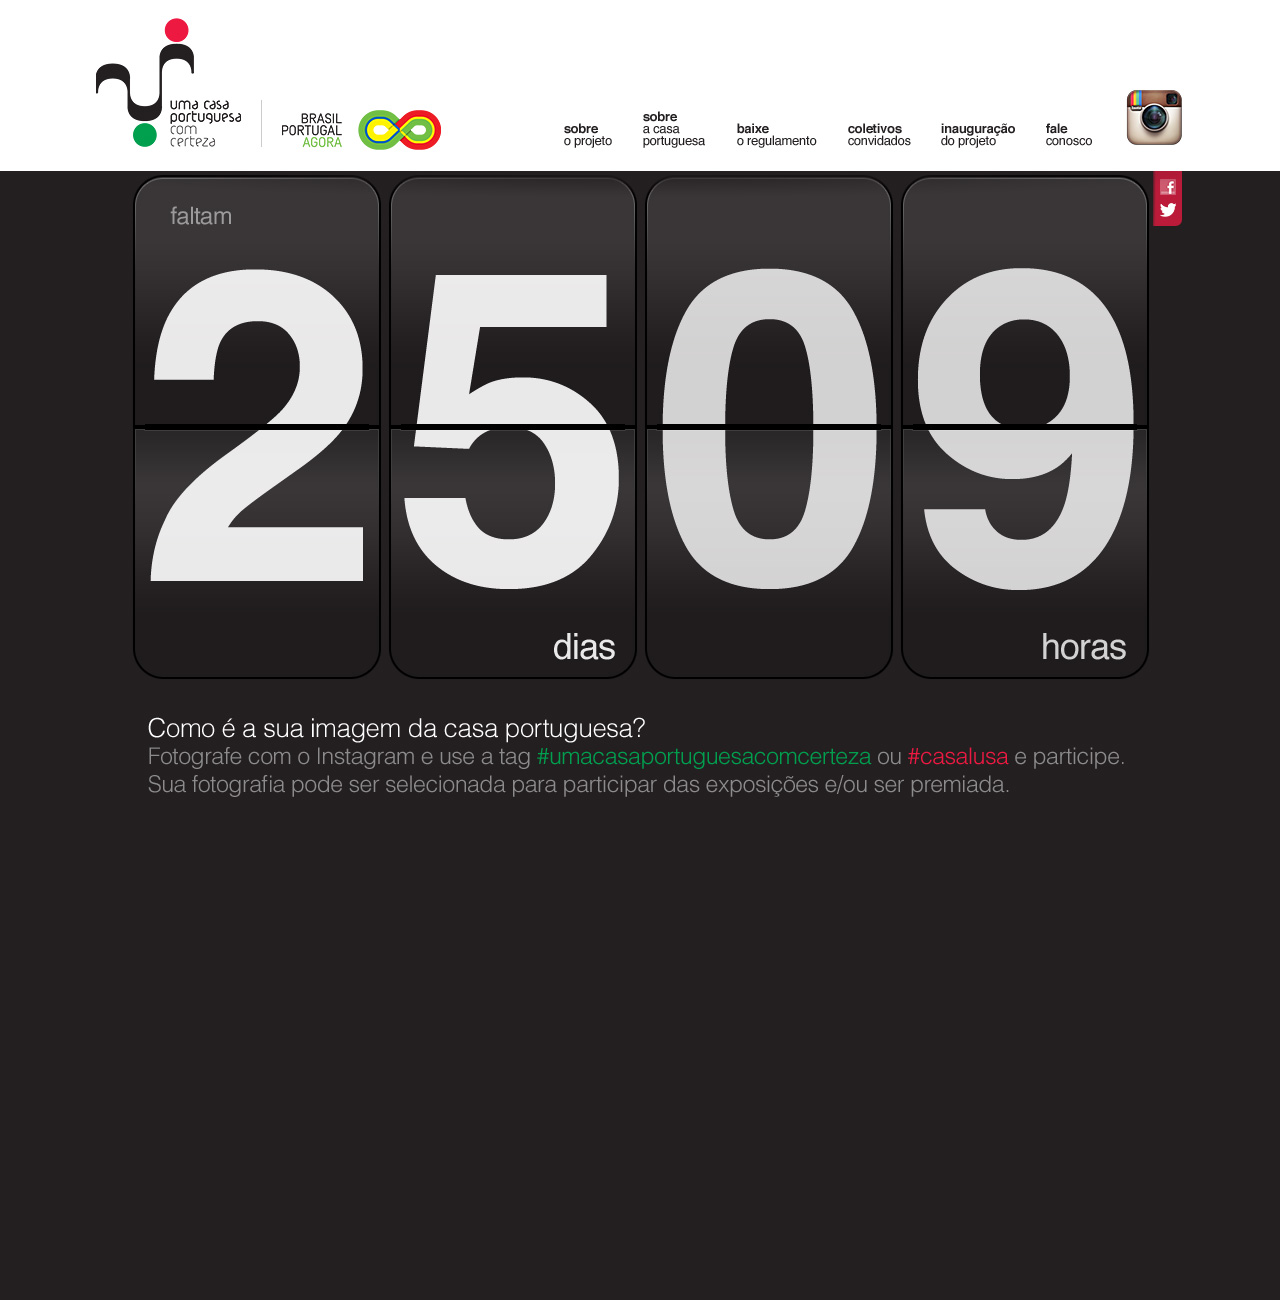 uma casa
portuguesa
com
certeza
BRASIL
PORTUGAL
AGORA
sobre
o projeto
sobre
a casa
portuguesa
baixe
o regulamento
coletivos
convidados
inauguração
do projeto
fale
conosco
faltam
25 09
dias
horas
Como é a sua imagem da casa portuguesa?
Fotografe com o Instagram e use a tag #umacasaportuguesacomcerteza ou #casalusa e participe.
Sua fotografia pode ser selecionada para participar das exposições e/ou ser premiada.